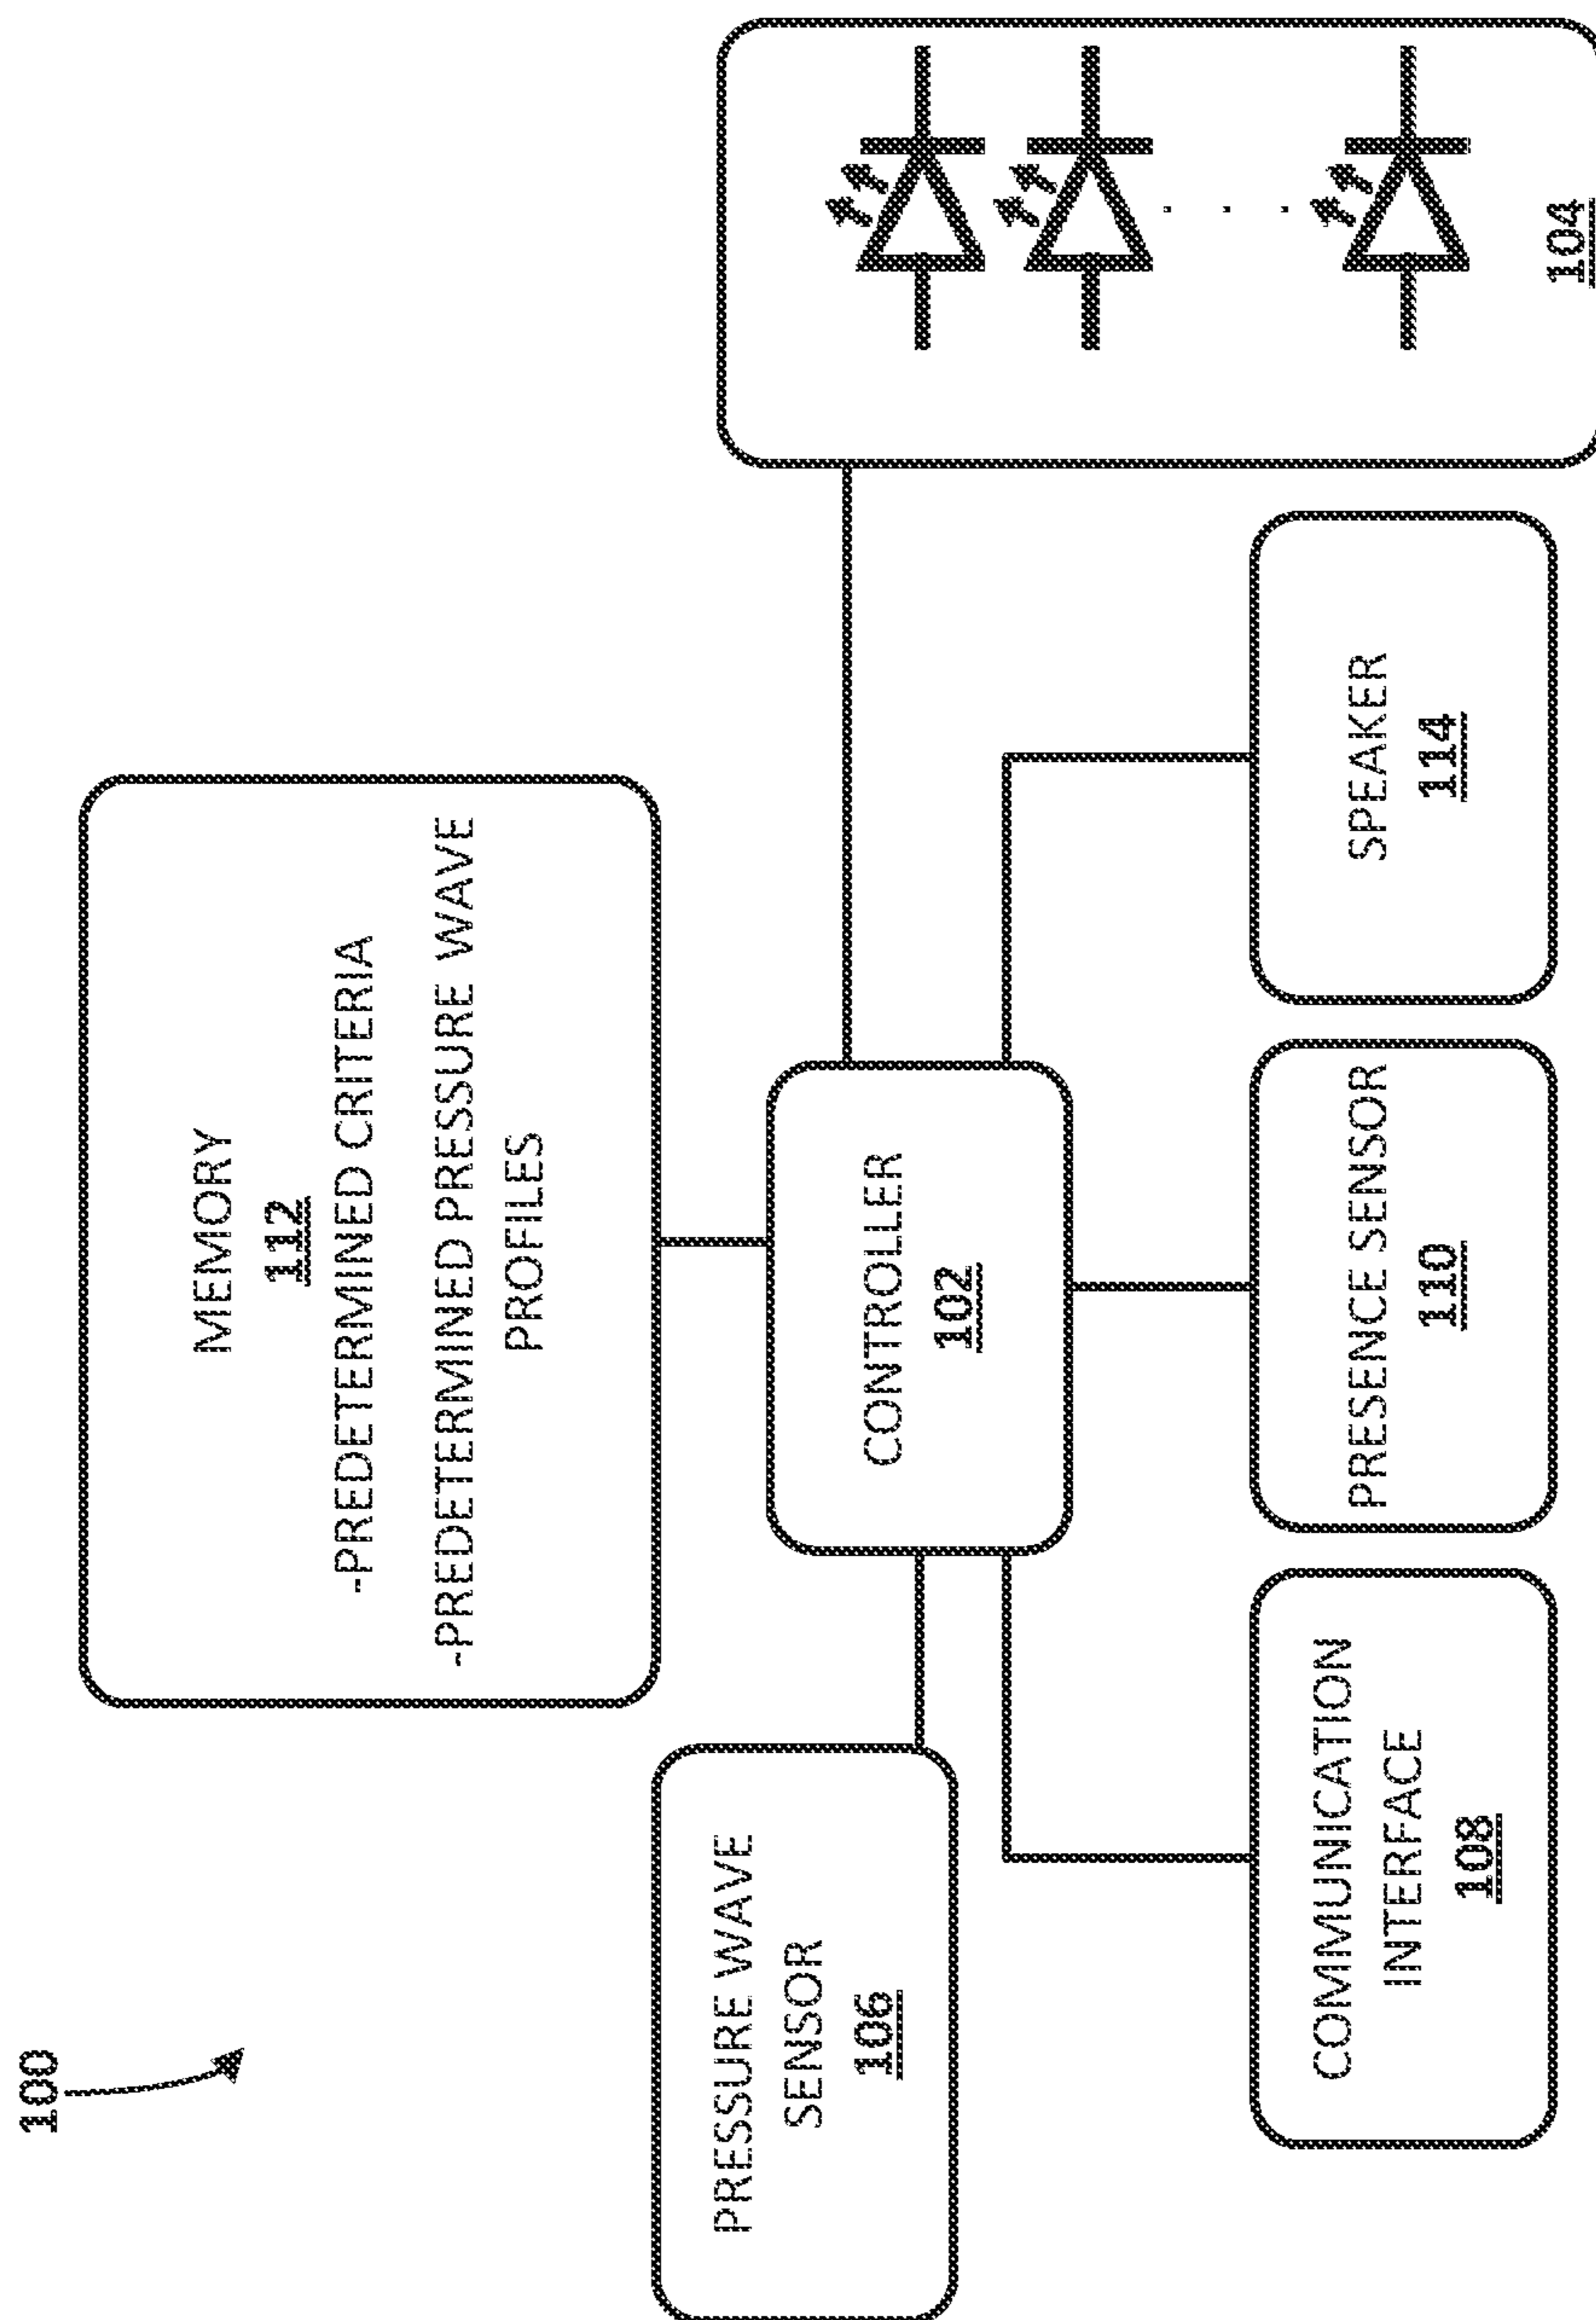 100
MEMORY
112
-PREDETERMINED CRITERIA
-PREDETERMINED PRESSURE WAVE
PROFILES
PRESSURE WAVE
SENSOR
106
CONTROLLER
102
COMMUNICATION
INTERFACE
108
PRESENCE SENSOR
110
SPEAKER
114
104